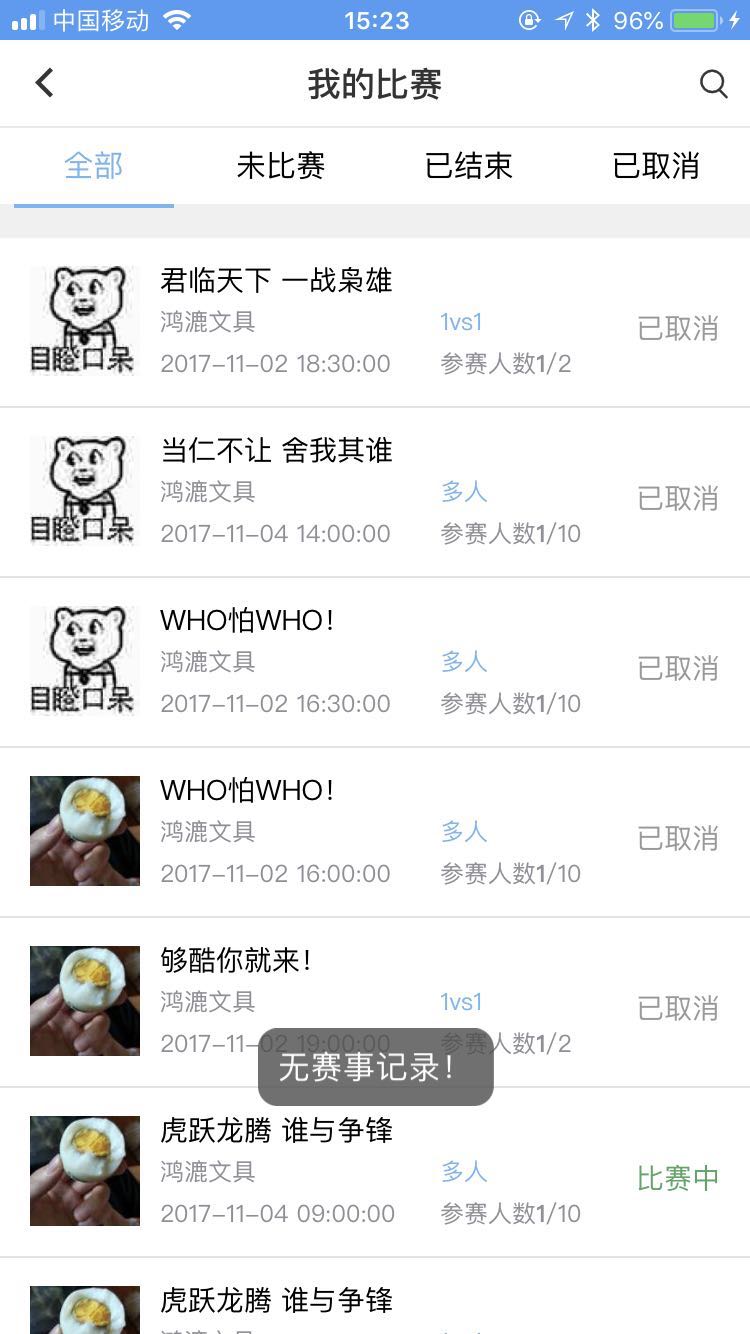 中国移动 15:23 96%
我的比赛
全部 未比赛 已结束 已取消
君临天下 一战枭雄
鸿漉文具 1vs1 已取消
2017-11-02 18:30:00 参赛人数1/2
目瞪口呆
当仁不让 舍我其谁
鸿漉文具 多人 已取消
2017-11-04 14:00:00 参赛人数1/10
目瞪口呆
WHO怕WHO！
鸿漉文具 多人 已取消
2017-11-02 16:30:00 参赛人数1/10
目瞪口呆
WHO怕WHO！
鸿漉文具 多人 已取消
2017-11-02 16:00:00 参赛人数1/10
够酷你就来！
鸿漉文具 1vs1 已取消
2017-11-02 19:00:00 参赛人数1/2
无赛事记录！
虎跃龙腾 谁与争锋
鸿漉文具 多人 比赛中
2017-11-04 09:00:00 参赛人数1/10
虎跃龙腾 谁与争锋